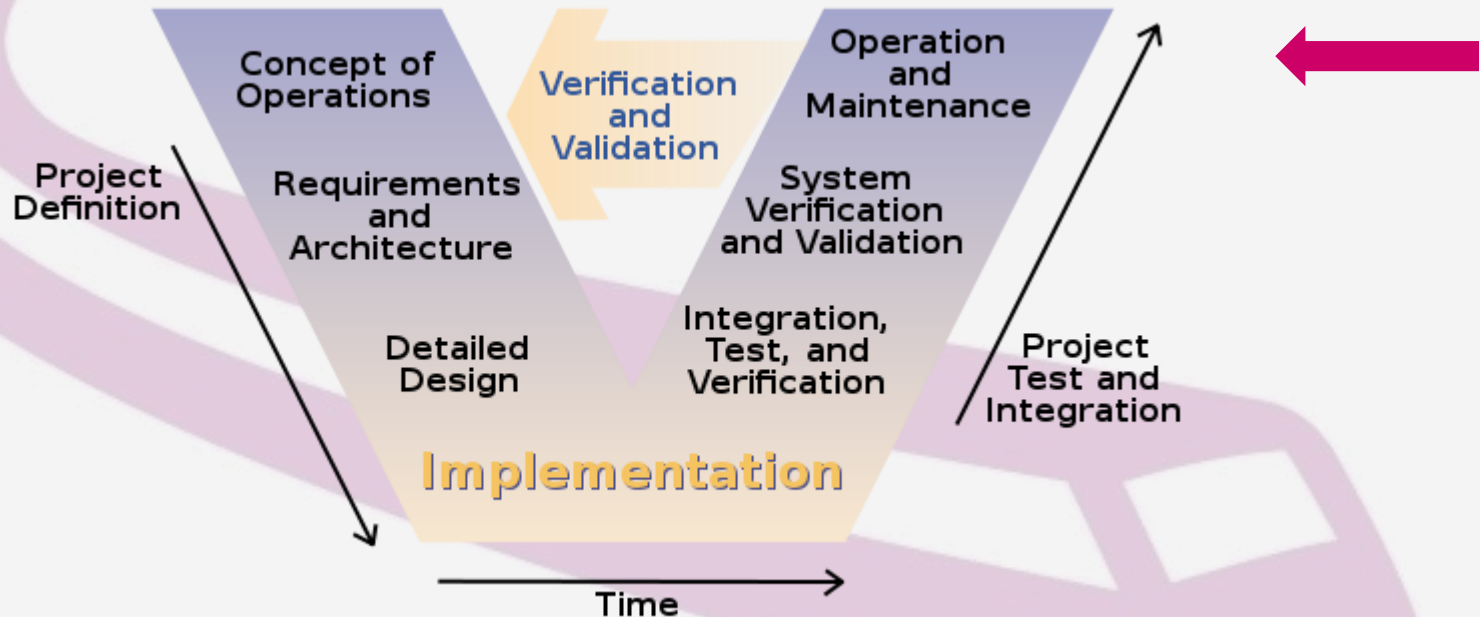 Concept of
Operations
Verification
and
Validation
Operation
and
Maintenance
Project
Definition
Requirements
and
Architecture
System
Verification
and Validation
Detailed
Design
Integration,
Test, and
Verification
Project
Test and
Integration
Implementation
Time